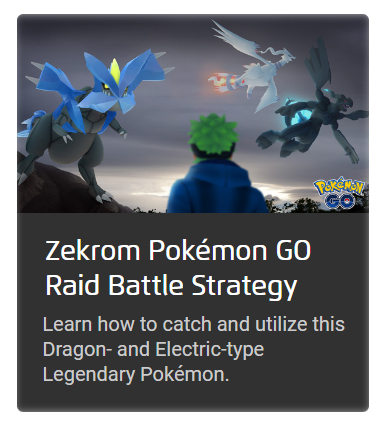 Pokémon
GO
Zekrom Pokémon GO
Raid Battle Strategy
Learn how to catch and utilize this
Dragon- and Electric-type
Legendary Pokémon.